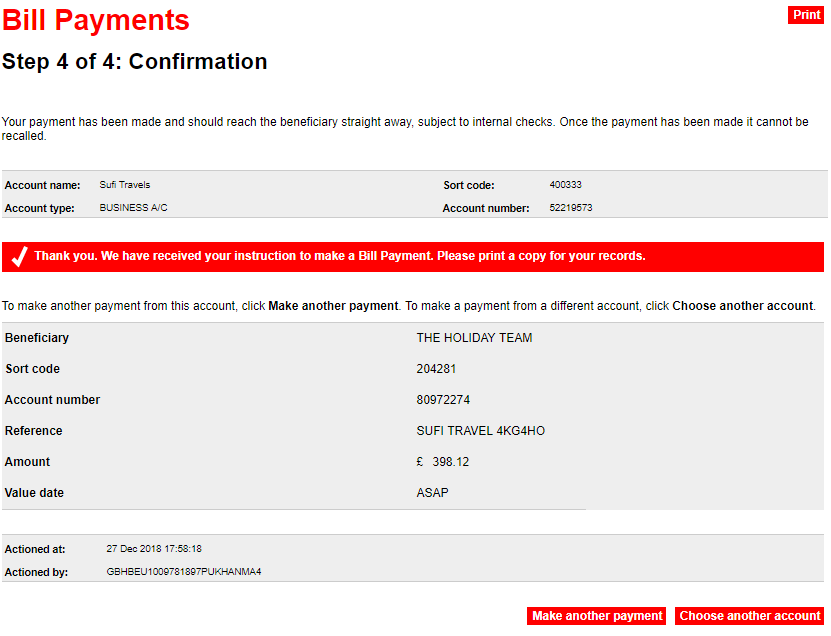 Bill Payments
Print
Step 4 of 4: Confirmation
Your payment has been made and should reach the beneficiary straight away, subject to internal checks. Once the payment has been made it cannot be
recalled.
Account name: Sufi Travels Sort code: 400333
Account type: BUSINESS A/C Account number: 52219573
Thank you. We have received your instruction to make a Bill Payment. Please print a copy for your records.
To make another payment from this account, click Make another payment. To make a payment from a different account, click Choose another account.
Beneficiary THE HOLIDAY TEAM
Sort code 204281
Account number 80972274
Reference SUFI TRAVEL 4KG4HO
Amount £ 398.12
Value date ASAP
Actioned at: 27 Dec 2018 17:58:18
Actioned by: GBHBEU1009781897PUKHANMA4
Make another payment Choose another account